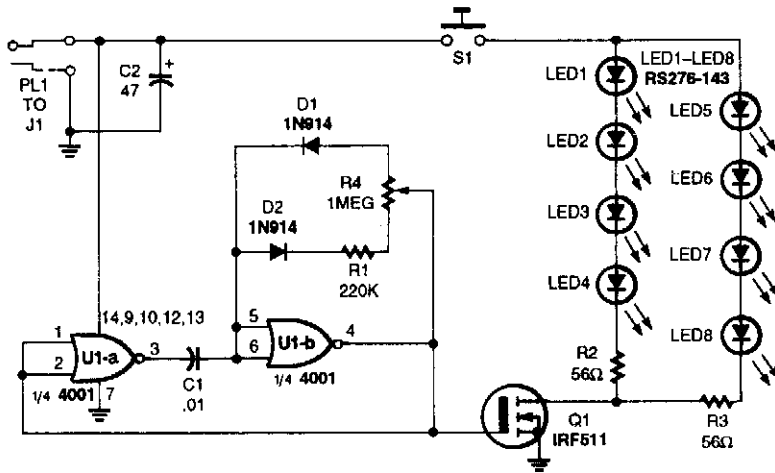 PL1
TO
J1
C2
47
+
S1
LED1
LED1–LED8
RS276-143
LED5
LED2
LED6
LED3
LED7
LED4
LED8
D1
1N914
R4
1MEG
D2
1N914
R1
220K
14,9,10,12,13
1
2
U1-a
3
1/4 4001
7
C1
.01
5
6
U1-b
4
1/4 4001
R2
56Ω
R3
56Ω
Q1
IRF511